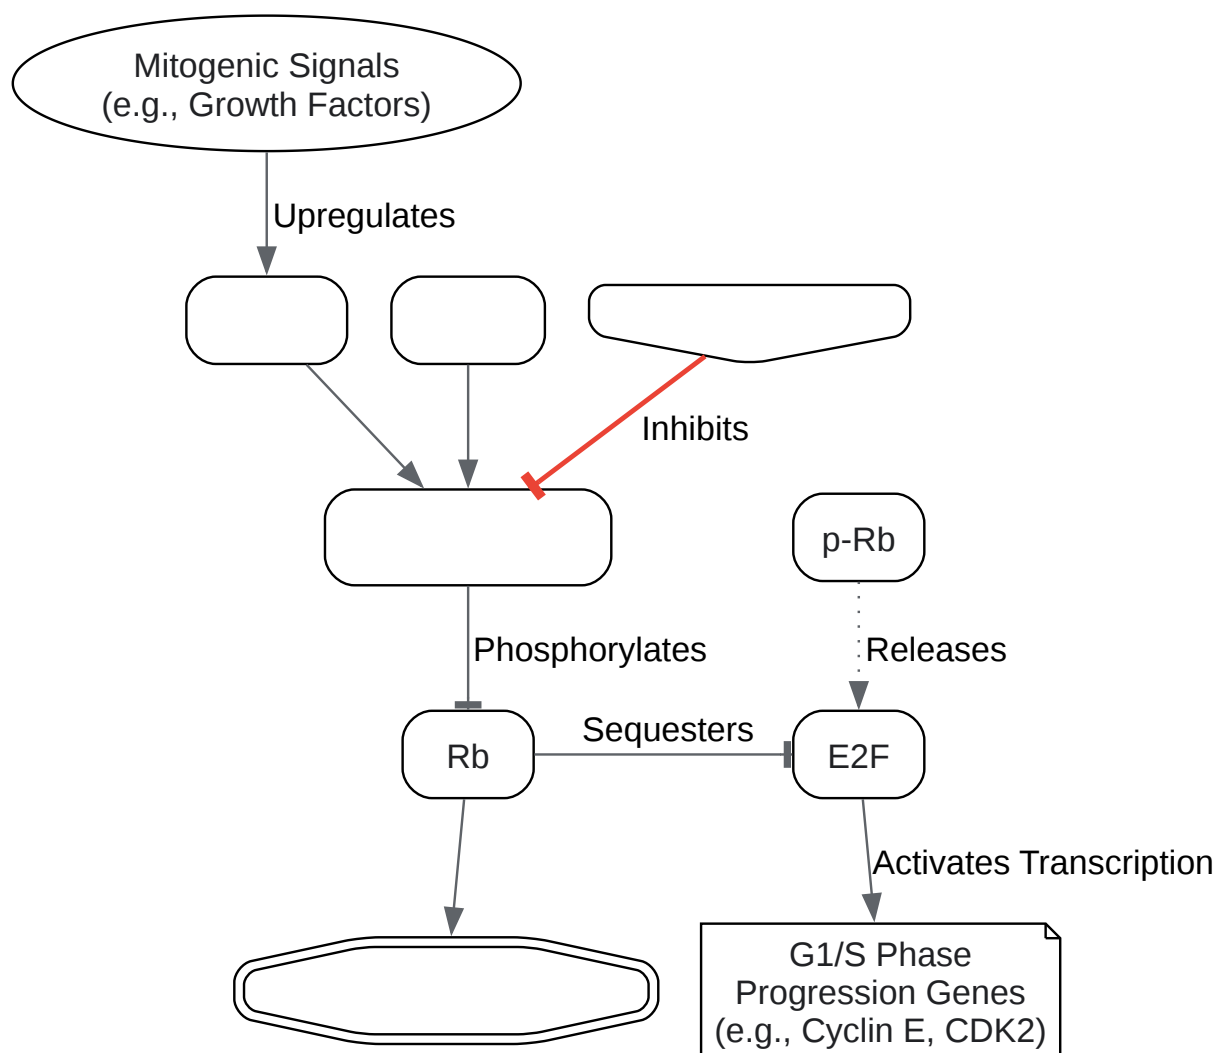 Mitogenic Signals
(e.g., Growth Factors)
Upregulates
Inhibits
p-Rb
Phosphorylates
Releases
Sequesters
Rb
E2F
Activates Transcription
G1/S Phase
Progression Genes
(e.g., Cyclin E, CDK2)